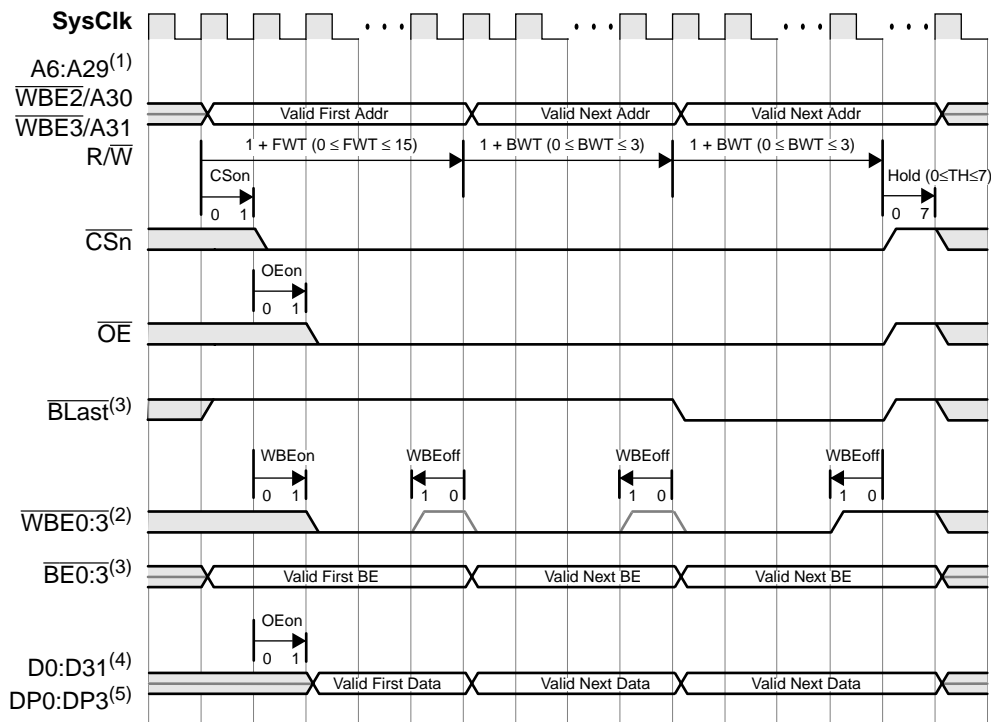 SysClk
A6:A29(1)
WBE2/A30
Valid First Addr Valid Next Addr Valid Next Addr
WBE3/A31
R/W
1 + FWT (0 ≤ FWT ≤ 15) 1 + BWT (0 ≤ BWT ≤ 3) 1 + BWT (0 ≤ BWT ≤ 3)
CSon Hold (0≤TH≤7)
0 1 0 7
CSn
OEon
0 1
OE
BLast(3)
WBEon WBEoff WBEoff WBEoff
0 1 1 0 1 0 1 0
WBE0:3(2)
BE0:3(3) Valid First BE Valid Next BE Valid Next BE
OEon
0 1
D0:D31(4)
Valid First Data Valid Next Data Valid Next Data
DP0:DP3(5)